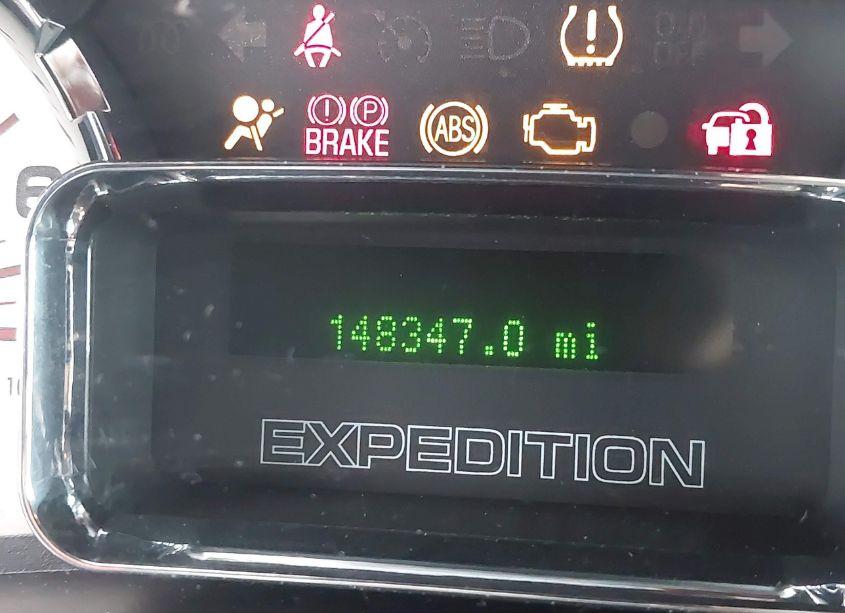 BRAKE
ABS
148347.0 mi
EXPEDITION